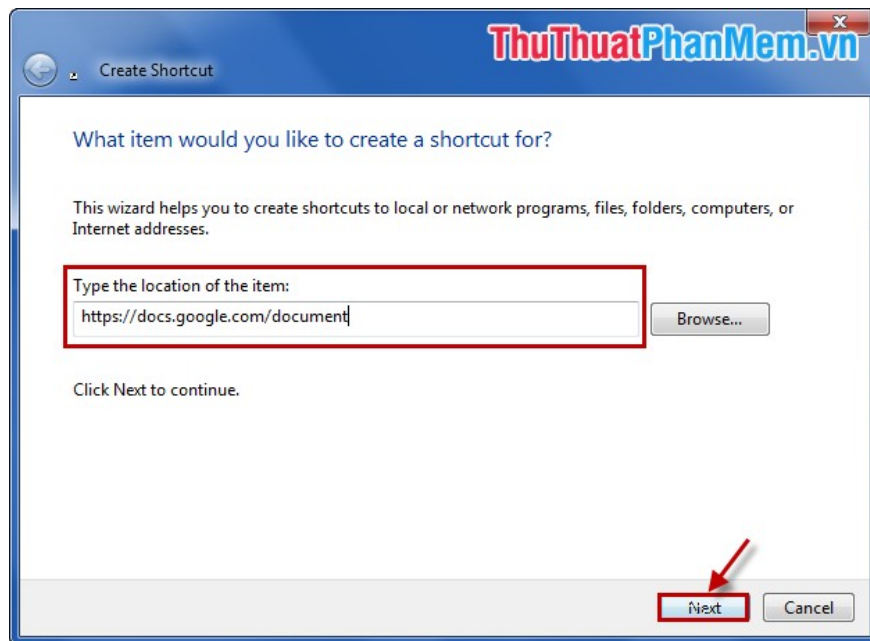 ThuThuatPhanMem.vn
Create Shortcut
What item would you like to create a shortcut for?
This wizard helps you to create shortcuts to local or network programs, files, folders, computers, or
Internet addresses.
Type the location of the item:
https://docs.google.com/document
Browse...
Click Next to continue.
Next
Cancel